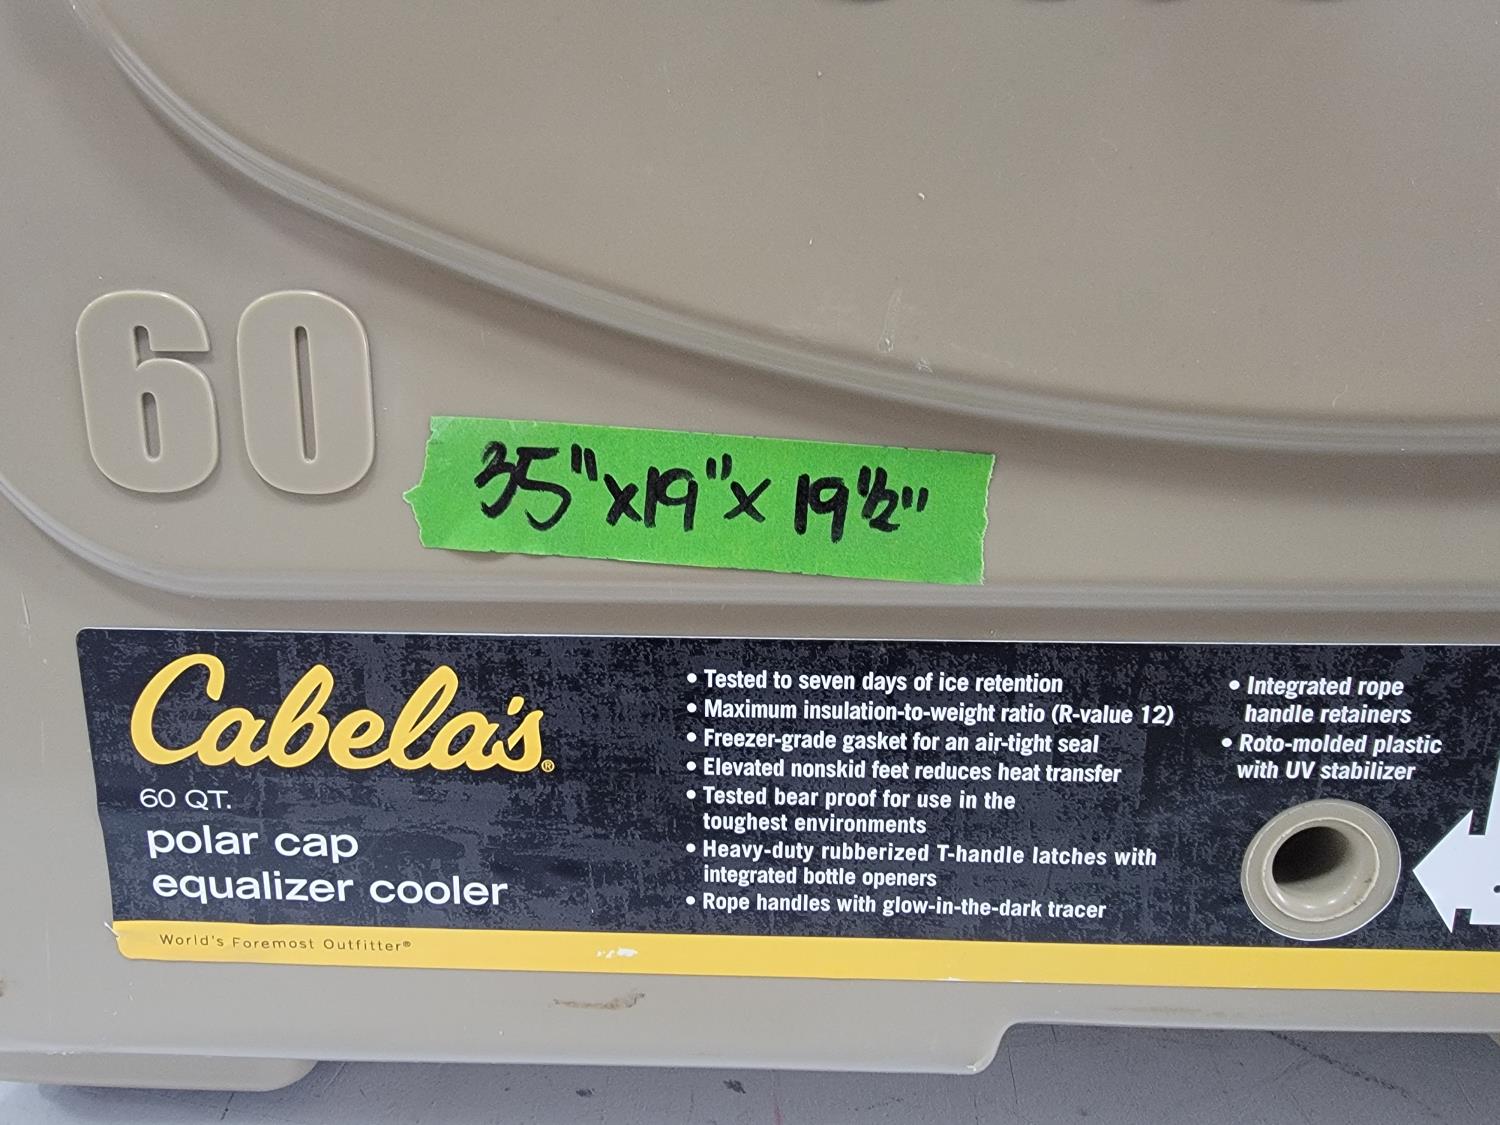 60
35" x 19" x 19 1/2"
Cabela's®
60 QT.
polar cap
equalizer cooler
• Tested to seven days of ice retention
• Maximum insulation-to-weight ratio (R-value 12)
• Freezer-grade gasket for an air-tight seal
• Elevated nonskid feet reduces heat transfer
• Tested bear proof for use in the
toughest environments
• Heavy-duty rubberized T-handle latches with
integrated bottle openers
• Rope handles with glow-in-the-dark tracer
• Integrated rope
handle retainers
• Roto-molded plastic
with UV stabilizer
World's Foremost Outfitter®